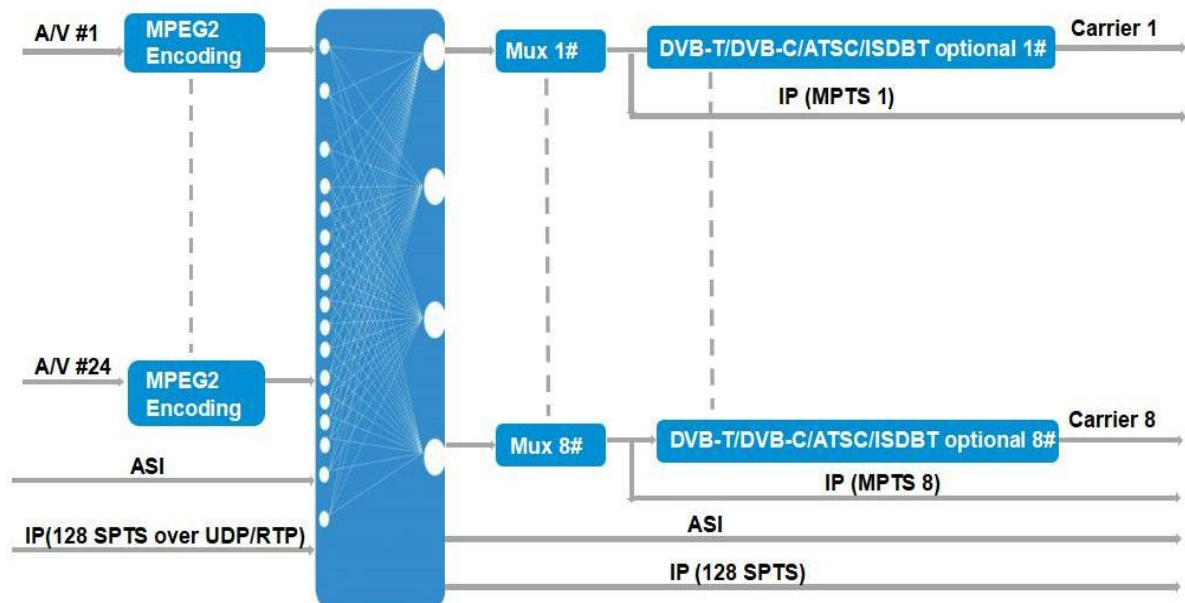 A/V #1
MPEG2
Encoding
Mux 1#
DVB-T/DVB-C/ATSC/ISDBT optional 1#
Carrier 1
IP (MPTS 1)
A/V #24
MPEG2
Encoding
Mux 8#
DVB-T/DVB-C/ATSC/ISDBT optional 8#
Carrier 8
IP (MPTS 8)
ASI
ASI
IP(128 SPTS over UDP/RTP)
IP (128 SPTS)